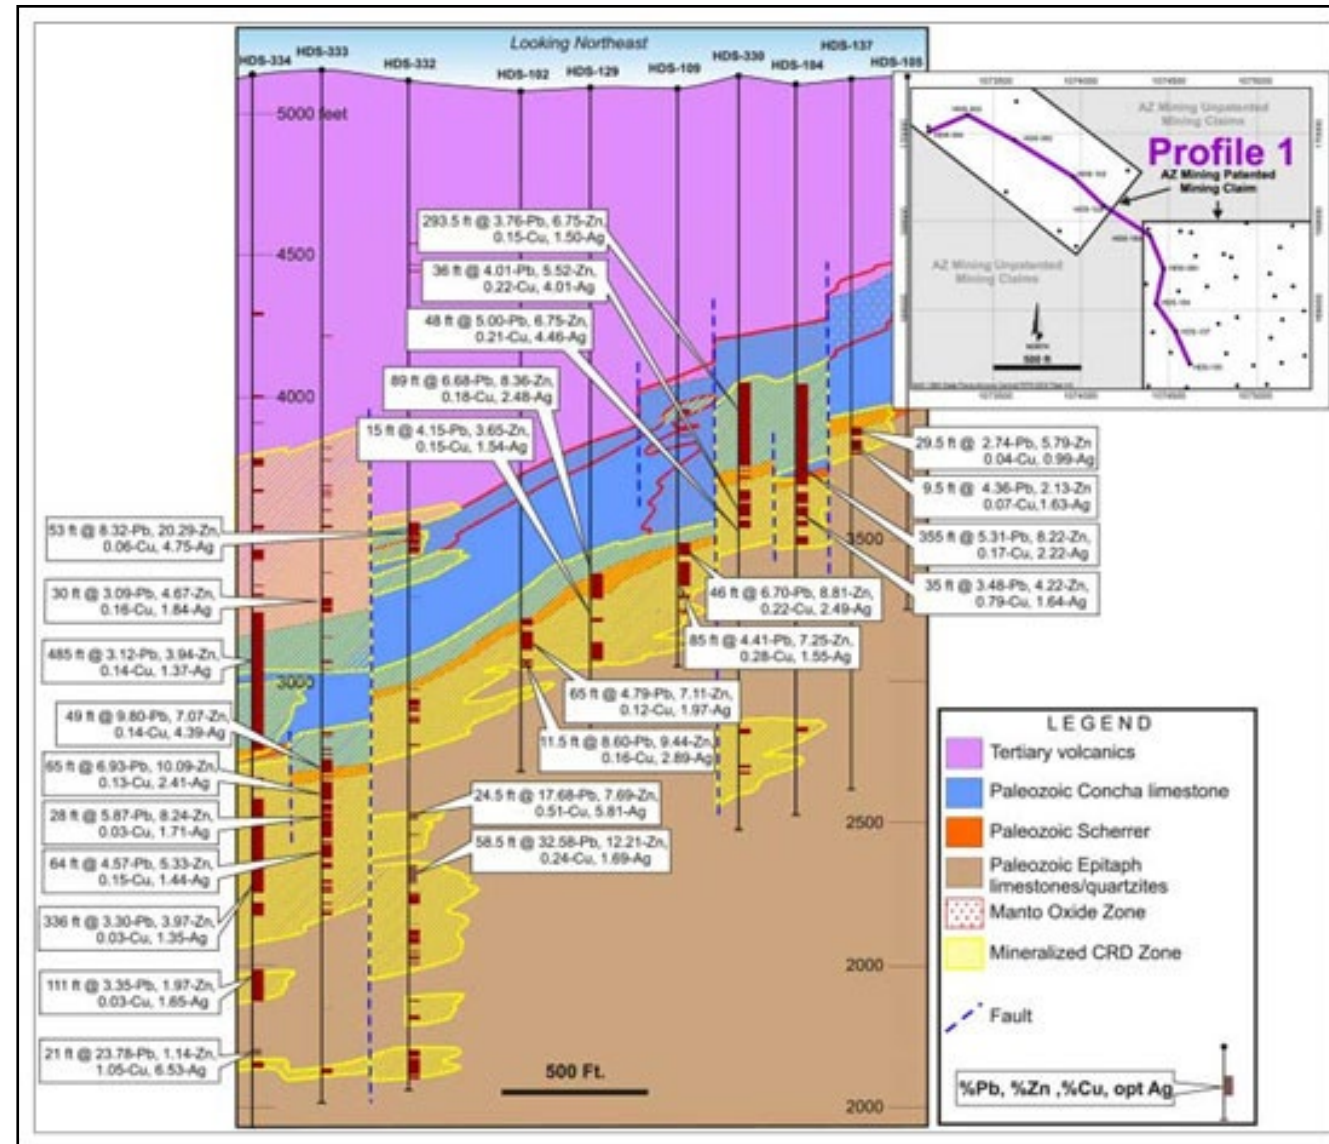 Looking Northeast
HDS-334
HDS-333
HDS-332
HDS-102
HDS-129
HDS-109
HDS-330
HDS-104
HDS-137
HDS-105
5000 feet
4500
4000
3500
3000
2500
2000
2000
293.5 ft @ 3.76-Pb, 6.75-Zn,
0.15-Cu, 1.50-Ag
36 ft @ 4.01-Pb, 5.52-Zn,
0.22-Cu, 4.01-Ag
48 ft @ 5.00-Pb, 6.75-Zn,
0.21-Cu, 4.46-Ag
89 ft @ 6.68-Pb, 8.36-Zn,
0.18-Cu, 2.48-Ag
15 ft @ 4.15-Pb, 3.65-Zn,
0.15-Cu, 1.54-Ag
53 ft @ 8.32-Pb, 20.29-Zn,
0.06-Cu, 4.75-Ag
30 ft @ 3.09-Pb, 4.67-Zn,
0.16-Cu, 1.84-Ag
485 ft @ 3.12-Pb, 3.94-Zn,
0.14-Cu, 1.37-Ag
49 ft @ 9.80-Pb, 7.07-Zn,
0.14-Cu, 4.39-Ag
65 ft @ 6.93-Pb, 10.09-Zn,
0.13-Cu, 2.41-Ag
28 ft @ 5.87-Pb, 8.24-Zn,
0.03-Cu, 1.71-Ag
64 ft @ 4.57-Pb, 5.33-Zn,
0.15-Cu, 1.44-Ag
336 ft @ 3.30-Pb, 3.97-Zn,
0.03-Cu, 1.35-Ag
111 ft @ 3.35-Pb, 1.97-Zn,
0.03-Cu, 1.65-Ag
21 ft @ 23.78-Pb, 1.14-Zn,
1.05-Cu, 6.53-Ag
29.5 ft @ 2.74-Pb, 5.79-Zn
0.04-Cu, 0.99-Ag
9.5 ft @ 4.36-Pb, 2.13-Zn
0.07-Cu,1.63-Ag
355 ft @ 5.31-Pb, 8.22-Zn,
0.17-Cu, 2.22-Ag
35 ft @ 3.48-Pb, 4.22-Zn,
0.79-Cu, 1.64-Ag
46 ft @ 6.70-Pb, 8.81-Zn,
0.22-Cu, 2.49-Ag
85 ft @ 4.41-Pb, 7.25-Zn,
0.28-Cu, 1.55-Ag
65 ft @ 4.79-Pb, 7.11-Zn,
0.12-Cu, 1.97-Ag
11.5 ft @ 8.60-Pb, 9.44-Zn,
0.16-Cu, 2.89-Ag
24.5 ft @ 17.68-Pb, 7.69-Zn,
0.51-Cu, 5.81-Ag
58.5 ft @ 32.58-Pb, 12.21-Zn,
0.24-Cu, 1.69-Ag
500 Ft.
1073500
1074000
1074500
1075000
AZ Mining Unpatented
Mining Claims
Profile 1
AZ Mining Patented
Mining Claim
AZ Mining Unpatented
Mining Claims
NORTH
500 ft
1073500
1074000
1074500
1075000
LEGEND
Tertiary volcanics
Paleozoic Concha limestone
Paleozoic Scherrer
Paleozoic Epitaph
limestones/quartzites
Manto Oxide Zone
Mineralized CRD Zone
Fault
%Pb, %Zn ,%Cu, opt Ag